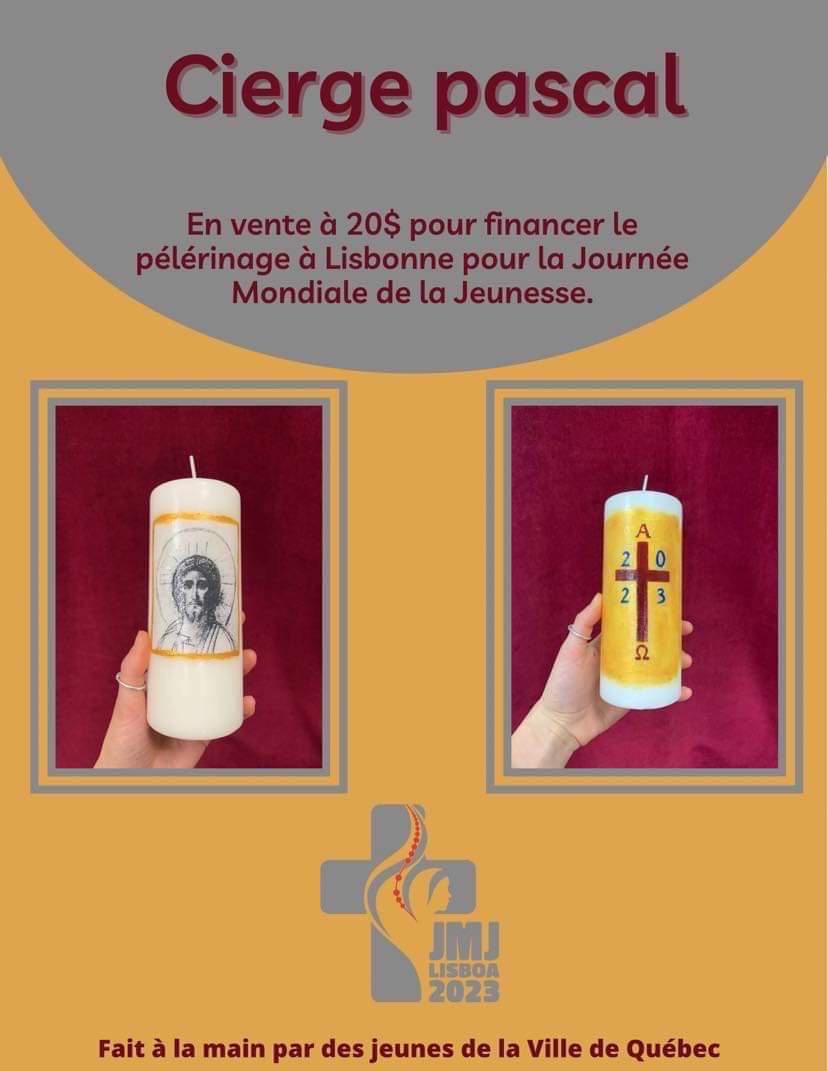 Cierge pascal
En vente à 20$ pour financer le
pélérinage à Lisbonne pour la Journée
Mondiale de la Jeunesse.
Α
2 0
2 3
Ω
JMJ
LISBOA
2023
Fait à la main par des jeunes de la Ville de Québec